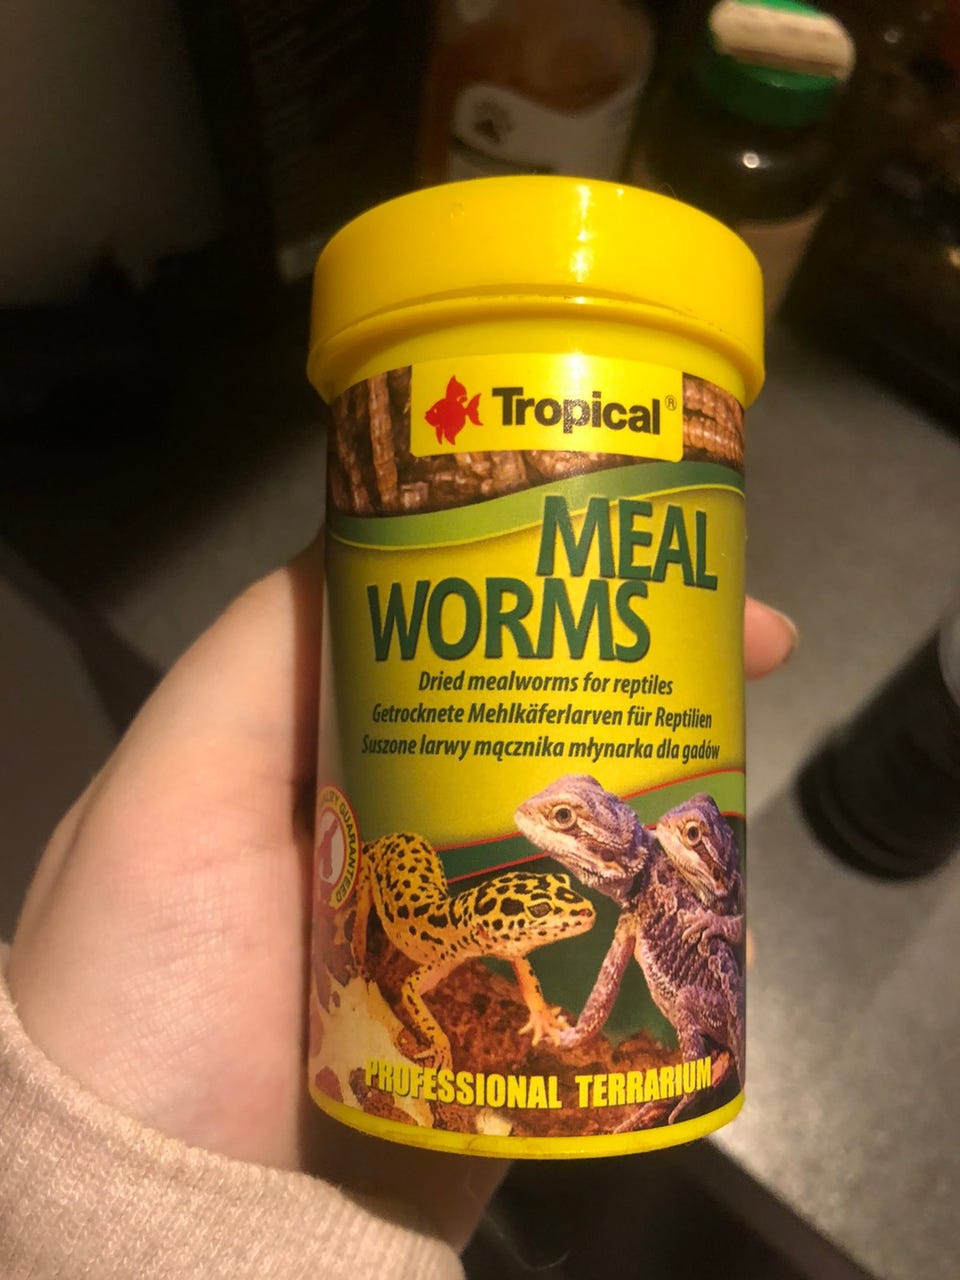 Tropical®
MEAL
WORMS
Dried mealworms for reptiles
Getrocknete Mehlkäferlarven für Reptilien
Suszone larwy mącznika młynarka dla gadów
GUARANTEED
PROFESSIONAL TERRARIUM